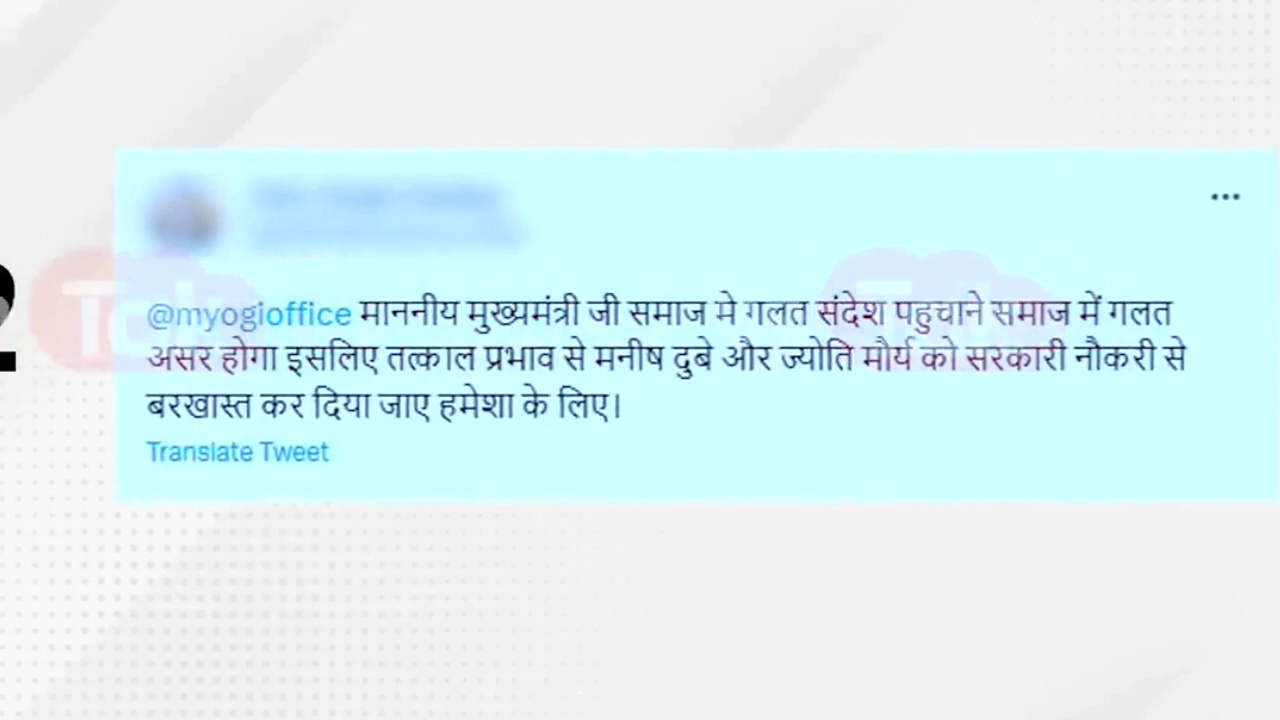 @myogioffice माननीय मुख्यमंत्री जी समाज मे गलत संदेश पहुचाने समाज में गलत
असर होगा इसलिए तत्काल प्रभाव से मनीष दुबे और ज्योति मौर्य को सरकारी नौकरी से
बरखास्त कर दिया जाए हमेशा के लिए।
Translate Tweet